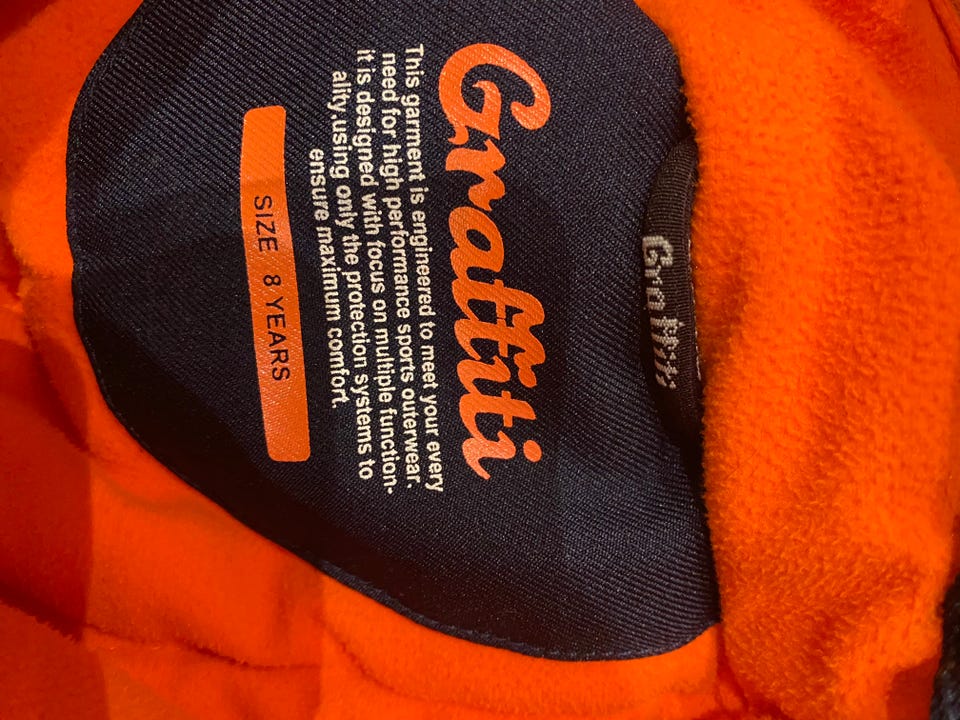 Graffiti
Graffiti
This garment is engineered to meet your every
need for high performance sports outerwear.
it is designed with focus on multiple function-
ality,using only the protection systems to
ensure maximum comfort.
SIZE 8 YEARS